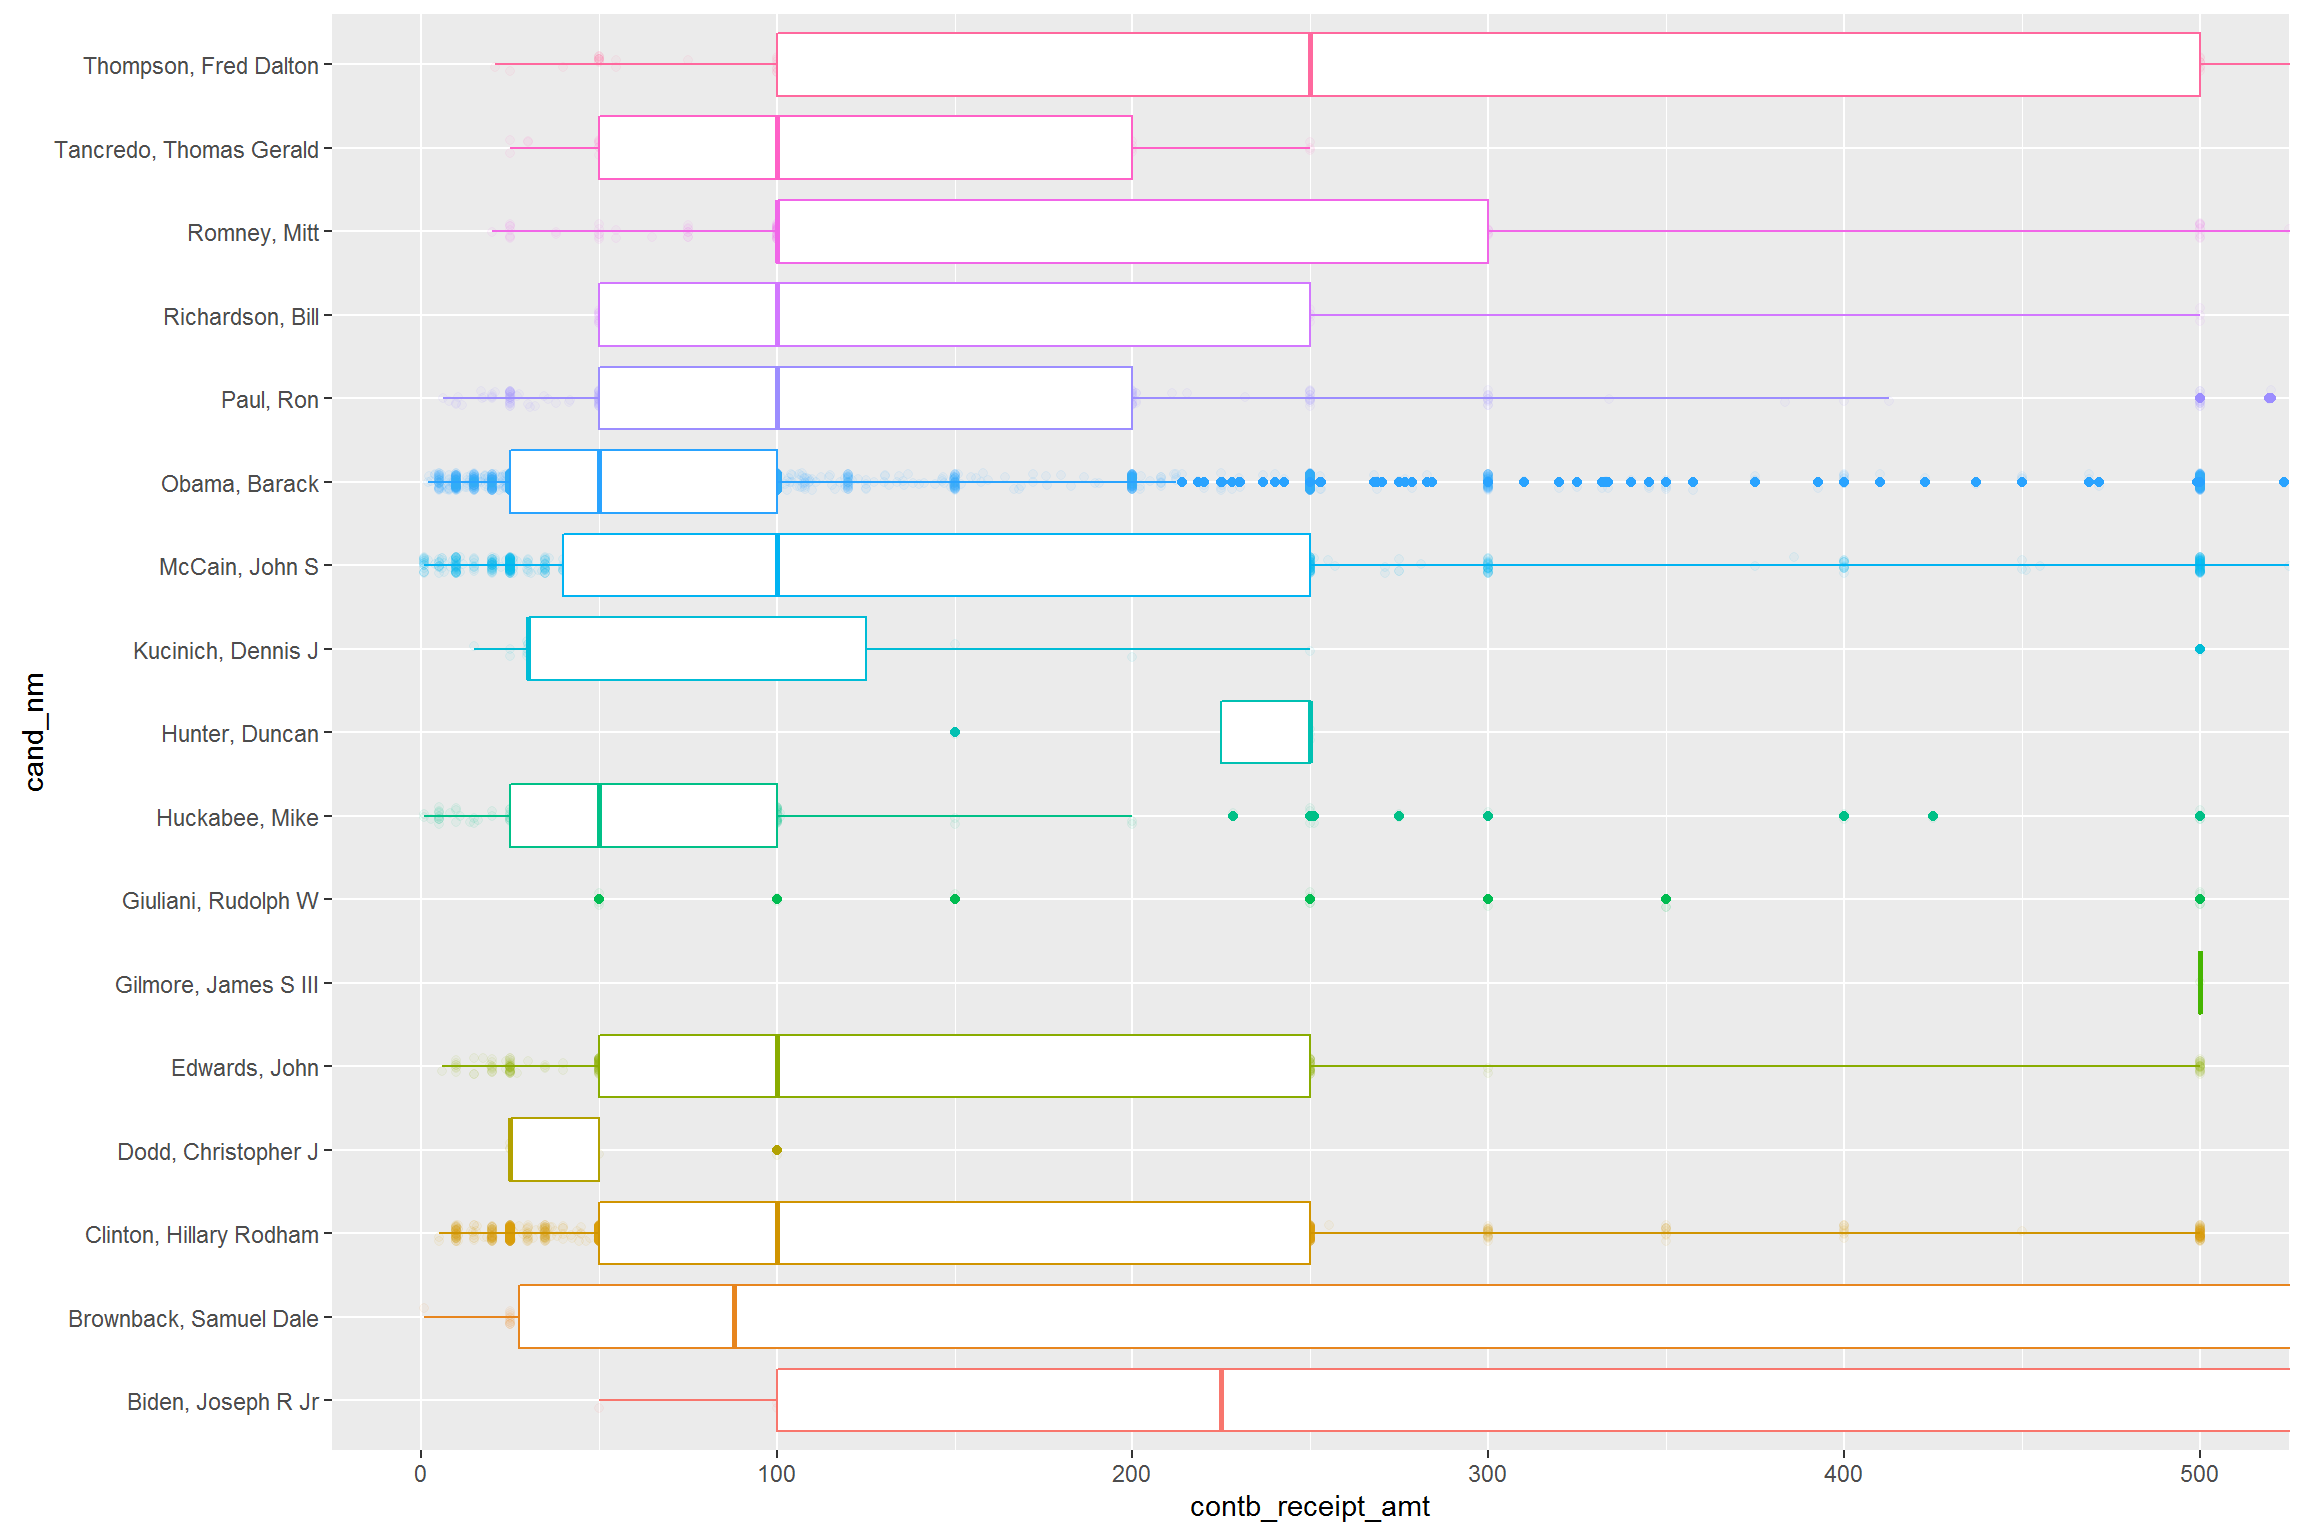 Thompson, Fred Dalton
Tancredo, Thomas Gerald
Romney, Mitt
Richardson, Bill
Paul, Ron
Obama, Barack
McCain, John S
Kucinich, Dennis J
Hunter, Duncan
Huckabee, Mike
Giuliani, Rudolph W
Gilmore, James S III
Edwards, John
Dodd, Christopher J
Clinton, Hillary Rodham
Brownback, Samuel Dale
Biden, Joseph R Jr
cand_nm
0 100 200 300 400 500
contb_receipt_amt